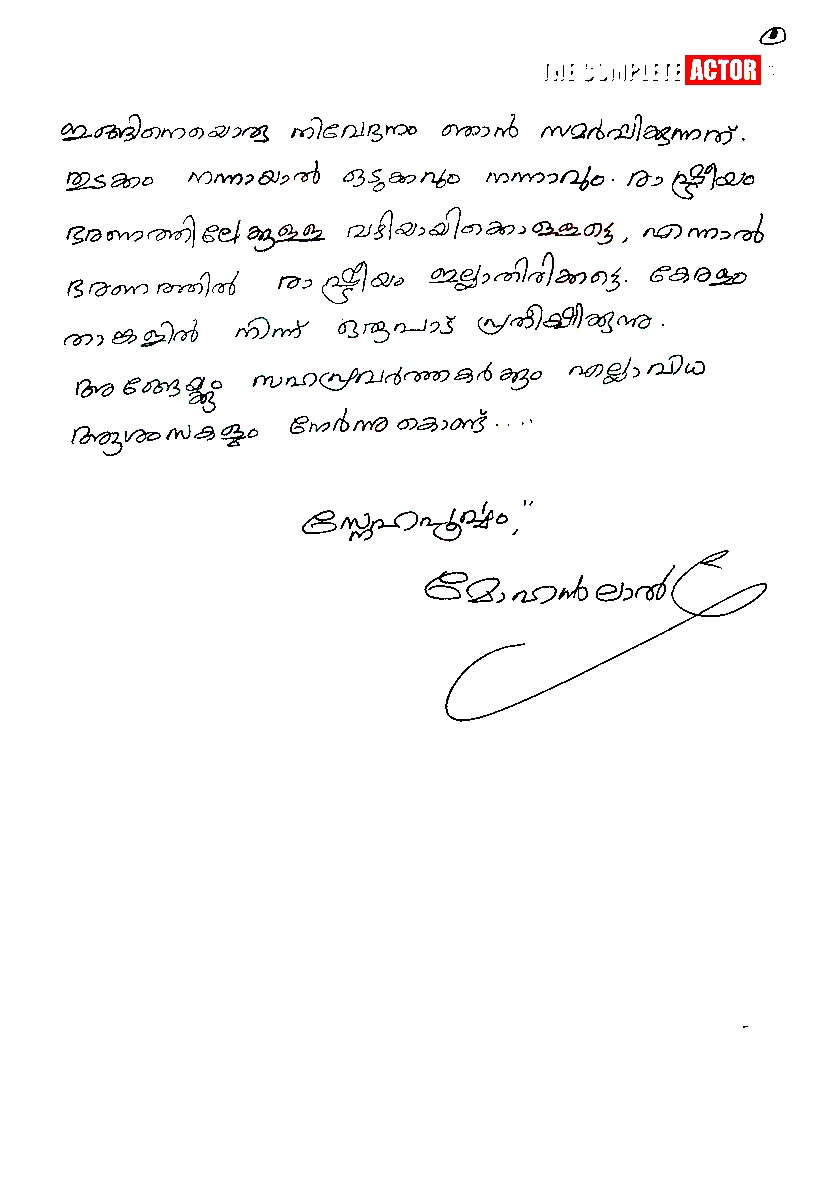 THE COMPLETE ACTOR
ഇങ്ങിനെയൊരു നിവേദനം ഞാൻ സമർപ്പിക്കുന്നത്.
തുടക്കം നന്നായാൽ ഒടുക്കവും നന്നാവും. രാഷ്ട്രീയം
ഭരണത്തിലേക്കുള്ള വഴിയായിക്കൊള്ളട്ടെ, എന്നാൽ
ഭരണത്തിൽ രാഷ്ട്രീയം ഇല്ലാതിരിക്കട്ടെ. കേരളം
താങ്കളിൽ നിന്ന് ഒരുപാട് പ്രതീക്ഷിക്കുന്നു.
അങ്ങേയ്ക്കും സഹപ്രവർത്തകർക്കും എല്ലാവിധ
ആശംസകളും നേർന്നുകൊണ്ട്....
സ്നേഹപൂർവ്വം,"
മോഹൻലാൽ